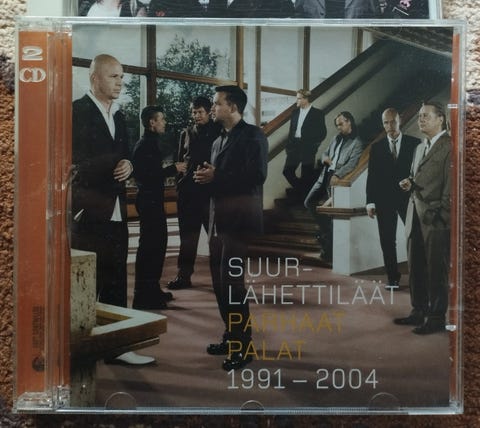 2
CD
SUUR-
LÄHETTILÄÄT
PARHAAT
PALAT
1991 – 2004